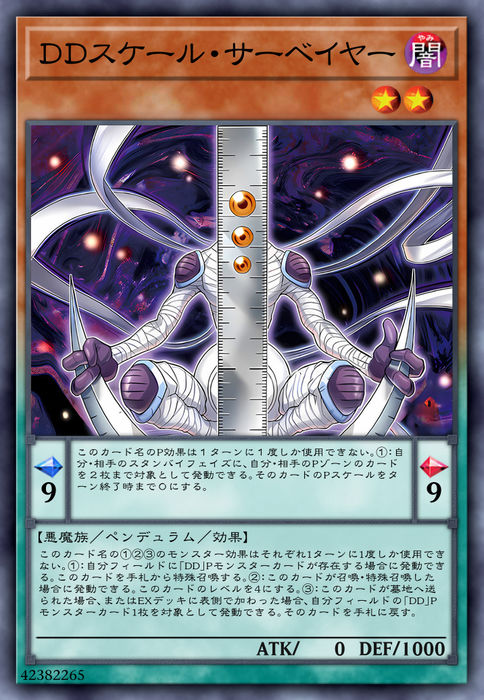 DDスケール・サーベイヤー
やみ
闇
このカード名のP効果は1ターンに1度しか使用できない。①:自
分・相手のスタンバイフェイズに、自分・相手のPゾーンのカード
を2枚まで対象として発動できる。そのカードのPスケールをタ
ーン終了時まで0にする。
9
9
【悪魔族／ペンデュラム／効果】
このカード名の①②③のモンスター効果はそれぞれ1ターンに1度しか使用でき
ない。①:自分フィールドに「DD」Pモンスターカードが存在する場合に発動でき
る。このカードを手札から特殊召喚する。②:このカードが召喚・特殊召喚した
場合に発動できる。このカードのレベルを4にする。③:このカードが墓地へ送
られた場合、またはEXデッキに表側で加わった場合、自分フィールドの「DD」P
モンスターカード1枚を対象として発動できる。そのカードを手札に戻す。
ATK/ 0 DEF/1000
42382265